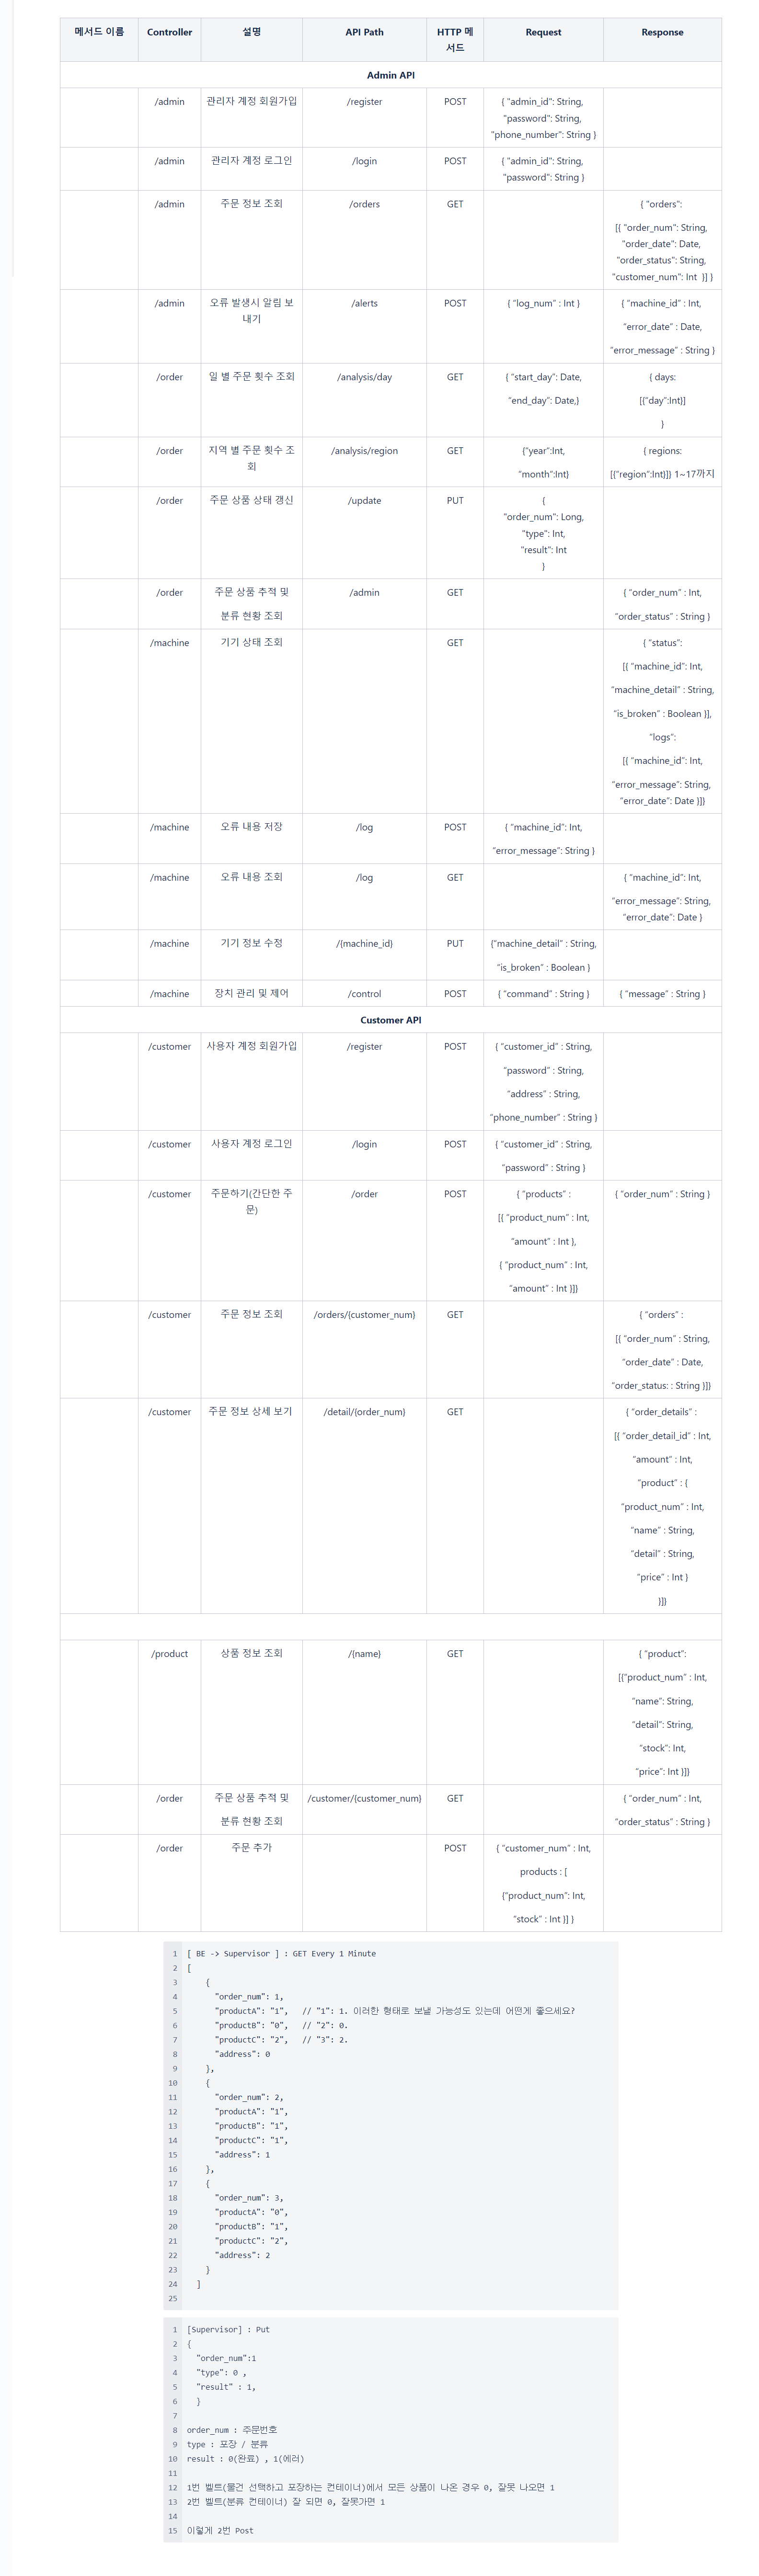 메서드 이름
Controller
설명
API Path
HTTP 메
서드
Request
Response
Admin API
/admin
관리자 계정 회원가입
/register
POST
{ "admin_id": String,
"password": String,
"phone_number": String }
/admin
관리자 계정 로그인
/login
POST
{ "admin_id": String,
"password": String }
/admin
주문 정보 조회
/orders
GET
{ "orders":
[{ "order_num": String,
"order_date": Date,
"order_status": String,
"customer_num": Int }] }
/admin
오류 발생시 알림 보
내기
/alerts
POST
{ "log_num" : Int }
{ "machine_id" : Int,
"error_date" : Date,
"error_message" : String }
/order
일 별 주문 횟수 조회
/analysis/day
GET
{ "start_day": Date,
"end_day": Date,}
{ days:
[{"day":Int}]
}
/order
지역 별 주문 횟수 조
회
/analysis/region
GET
{"year":Int,
"month":Int}
{ regions:
[{"region":Int}]} 1~17까지
/order
주문 상품 상태 갱신
/update
PUT
{
"order_num": Long,
"type": Int,
"result": Int
}
/order
주문 상품 추적 및
분류 현황 조회
/admin
GET
{ "order_num" : Int,
"order_status" : String }
/machine
기기 상태 조회
GET
{ "status":
[{ "machine_id": Int,
"machine_detail" : String,
"is_broken" : Boolean }],
"logs":
[{ "machine_id": Int,
"error_message": String,
"error_date": Date }]}
/machine
오류 내용 저장
/log
POST
{ "machine_id": Int,
"error_message": String }
/machine
오류 내용 조회
/log
GET
{ "machine_id": Int,
"error_message": String,
"error_date": Date }
/machine
기기 정보 수정
/{machine_id}
PUT
{"machine_detail" : String,
"is_broken" : Boolean }
/machine
장치 관리 및 제어
/control
POST
{ "command" : String }
{ "message" : String }
Customer API
/customer
사용자 계정 회원가입
/register
POST
{ "customer_id" : String,
"password" : String,
"address" : String,
"phone_number" : String }
/customer
사용자 계정 로그인
/login
POST
{ "customer_id" : String,
"password" : String }
/customer
주문하기(간단한 주
문)
/order
POST
{ "products" :
[{ "product_num" : Int,
"amount" : Int },
{ "product_num" : Int,
"amount" : Int }]}
{ "order_num" : String }
/customer
주문 정보 조회
/orders/{customer_num}
GET
{ "orders" :
[{ "order_num" : String,
"order_date" : Date,
"order_status: : String }]}
/customer
주문 정보 상세 보기
/detail/{order_num}
GET
{ "order_details" :
[{ "order_detail_id" : Int,
"amount" : Int,
"product" : {
"product_num" : Int,
"name" : String,
"detail" : String,
"price" : Int }
}]}
/product
상품 정보 조회
/{name}
GET
{ "product":
[{"product_num" : Int,
"name": String,
"detail": String,
"stock": Int,
"price": Int }]}
/order
주문 상품 추적 및
분류 현황 조회
/customer/{customer_num}
GET
{ "order_num" : Int,
"order_status" : String }
/order
주문 추가
POST
{ "customer_num" : Int,
products : [
{"product_num": Int,
"stock" : Int }] }
1 [ BE -> Supervisor ] : GET Every 1 Minute
2 [
3 {
4 "order_num": 1,
5 "productA": "1", // "1": 1. 이러한 형태로 보낼 가능성도 있는데 어떤게 좋으세요?
6 "productB": "0", // "2": 0.
7 "productC": "2", // "3": 2.
8 "address": 0
9 },
10 {
11 "order_num": 2,
12 "productA": "1",
13 "productB": "1",
14 "productC": "1",
15 "address": 1
16 },
17 {
18 "order_num": 3,
19 "productA": "0",
20 "productB": "1",
21 "productC": "2",
22 "address": 2
23 }
24 ]
25
1 [Supervisor] : Put
2 {
3 "order_num":1
4 "type": 0 ,
5 "result" : 1,
6 }
7
8 order_num : 주문번호
9 type : 포장 / 분류
10 result : 0(완료) , 1(에러)
11
12 1번 벨트(물건 선택하고 포장하는 컨테이너)에서 모든 상품이 나온 경우 0, 잘못 나오면 1
13 2번 벨트(분류 컨테이너) 잘 되면 0, 잘못가면 1
14
15 이렇게 2번 Post